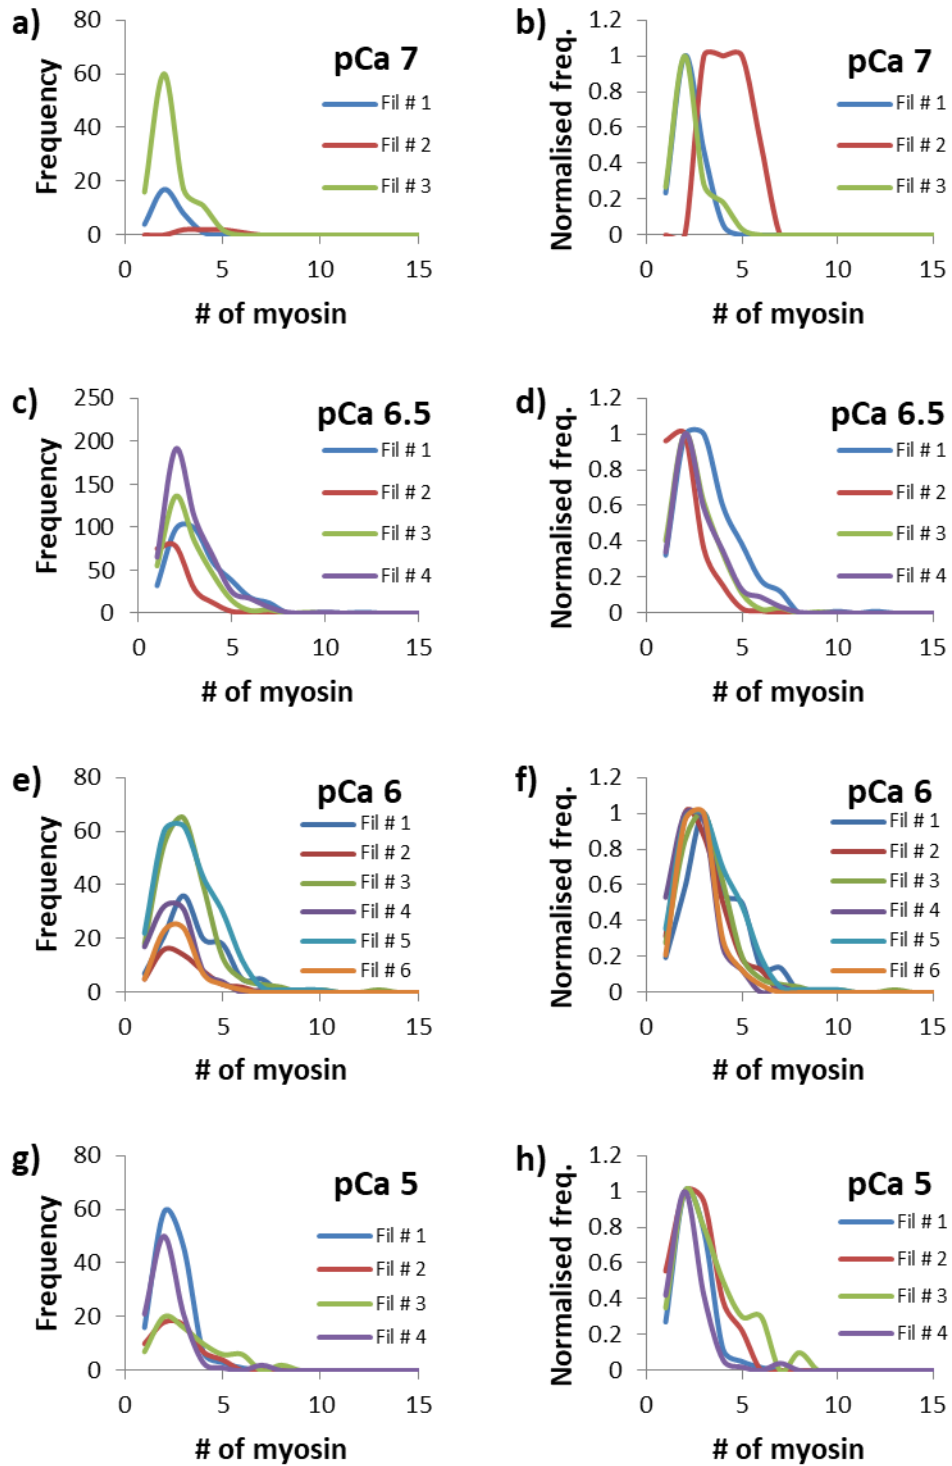 a)
pCa 7
Frequency
80
60
40
20
0
0 5 10 15
# of myosin
Fil # 1
Fil # 2
Fil # 3
b)
pCa 7
Normalised freq.
1.2
1
0.8
0.6
0.4
0.2
0
0 5 10 15
# of myosin
Fil # 1
Fil # 2
Fil # 3
c)
pCa 6.5
Frequency
250
200
150
100
50
0
0 5 10 15
# of myosin
Fil # 1
Fil # 2
Fil # 3
Fil # 4
d)
pCa 6.5
Normalised freq.
1.2
1
0.8
0.6
0.4
0.2
0
0 5 10 15
# of myosin
Fil # 1
Fil # 2
Fil # 3
Fil # 4
e)
pCa 6
Frequency
80
60
40
20
0
0 5 10 15
# of myosin
Fil # 1
Fil # 2
Fil # 3
Fil # 4
Fil # 5
Fil # 6
f)
pCa 6
Normalised freq.
1.2
1
0.8
0.6
0.4
0.2
0
0 5 10 15
# of myosin
Fil # 1
Fil # 2
Fil # 3
Fil # 4
Fil # 5
Fil # 6
g)
pCa 5
Frequency
80
60
40
20
0
0 5 10 15
# of myosin
Fil # 1
Fil # 2
Fil # 3
Fil # 4
h)
pCa 5
Normalised freq.
1.2
1
0.8
0.6
0.4
0.2
0
0 5 10 15
# of myosin
Fil # 1
Fil # 2
Fil # 3
Fil # 4